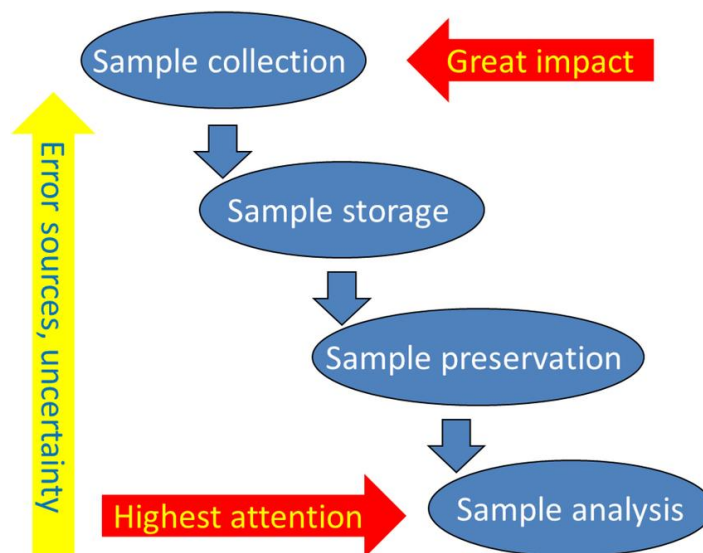 Sample collection
Great impact
Error sources, uncertainty
Sample storage
Sample preservation
Highest attention
Sample analysis